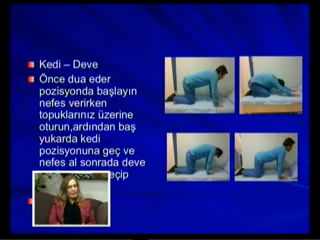 Kedi – Deve
Önce dua eder
pozisyonda başlayın
nefes verirken
topuklarınız üzerine
oturun,ardından baş
yukarda kedi
pozisyonuna geç ve
nefes al sonrada deve